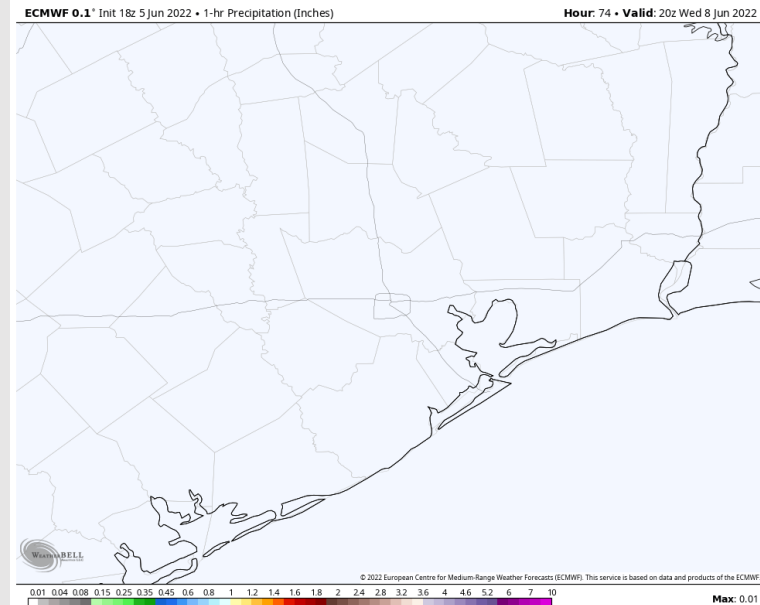 ECMWF 0.1° Init 18z 5 Jun 2022 • 1-hr Precipitation (Inches) Hour: 74 • Valid: 20z Wed 8 Jun 2022
WEATHERBELL
© 2022 European Centre for Medium-Range Weather Forecasts (ECMWF). This service is based on data and products of the ECMWF.
0.01 0.04 0.08 0.15 0.25 0.35 0.45 0.6 0.8 1 1.2 1.4 1.6 1.8 2 2.4 2.8 3.2 3.6 4 4.6 5.2 6 10
Max: 0.01